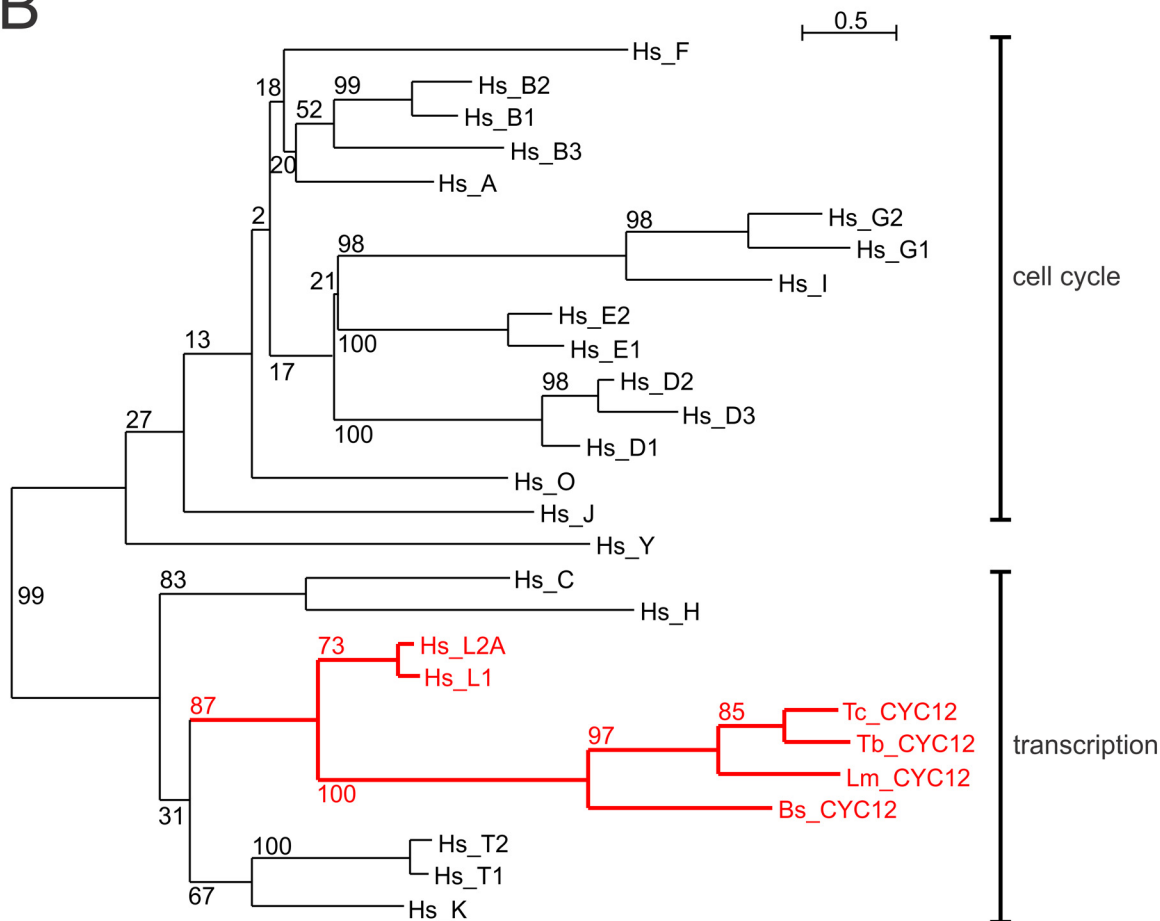 B
0.5
Hs_F
18
99
Hs_B2
52
Hs_B1
Hs_B3
20
Hs_A
2
98
Hs_G2
Hs_G1
98
21
Hs_I
cell cycle
Hs_E2
100
Hs_E1
13
17
98
Hs_D2
Hs_D3
27
100
Hs_D1
Hs_O
Hs_J
Hs_Y
99
83
Hs_C
Hs_H
73
Hs_L2A
Hs_L1
87
85
Tc_CYC12
97
Tb_CYC12
transcription
Lm_CYC12
100
Bs_CYC12
31
100
Hs_T2
Hs_T1
67
Hs_K